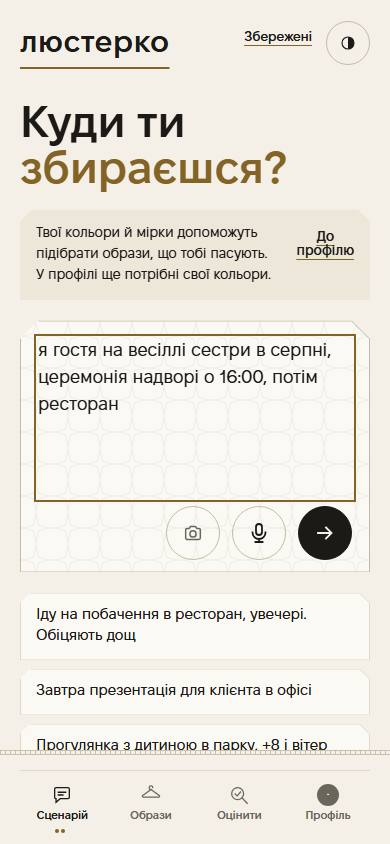 люстерко
Збережені
Куди ти
збираєшся?
Твої кольори й мірки допоможуть
підібрати образи, що тобі пасують.
У профілі ще потрібні свої кольори.
До
профілю
я гостя на весіллі сестри в серпні,
церемонія надворі о 16:00, потім
ресторан
Іду на побачення в ресторан, увечері.
Обіцяють дощ
Завтра презентація для клієнта в офісі
Прогулянка з дитиною в парку, +8 і вітер
Сценарій
Образи
Оцінити
Профіль